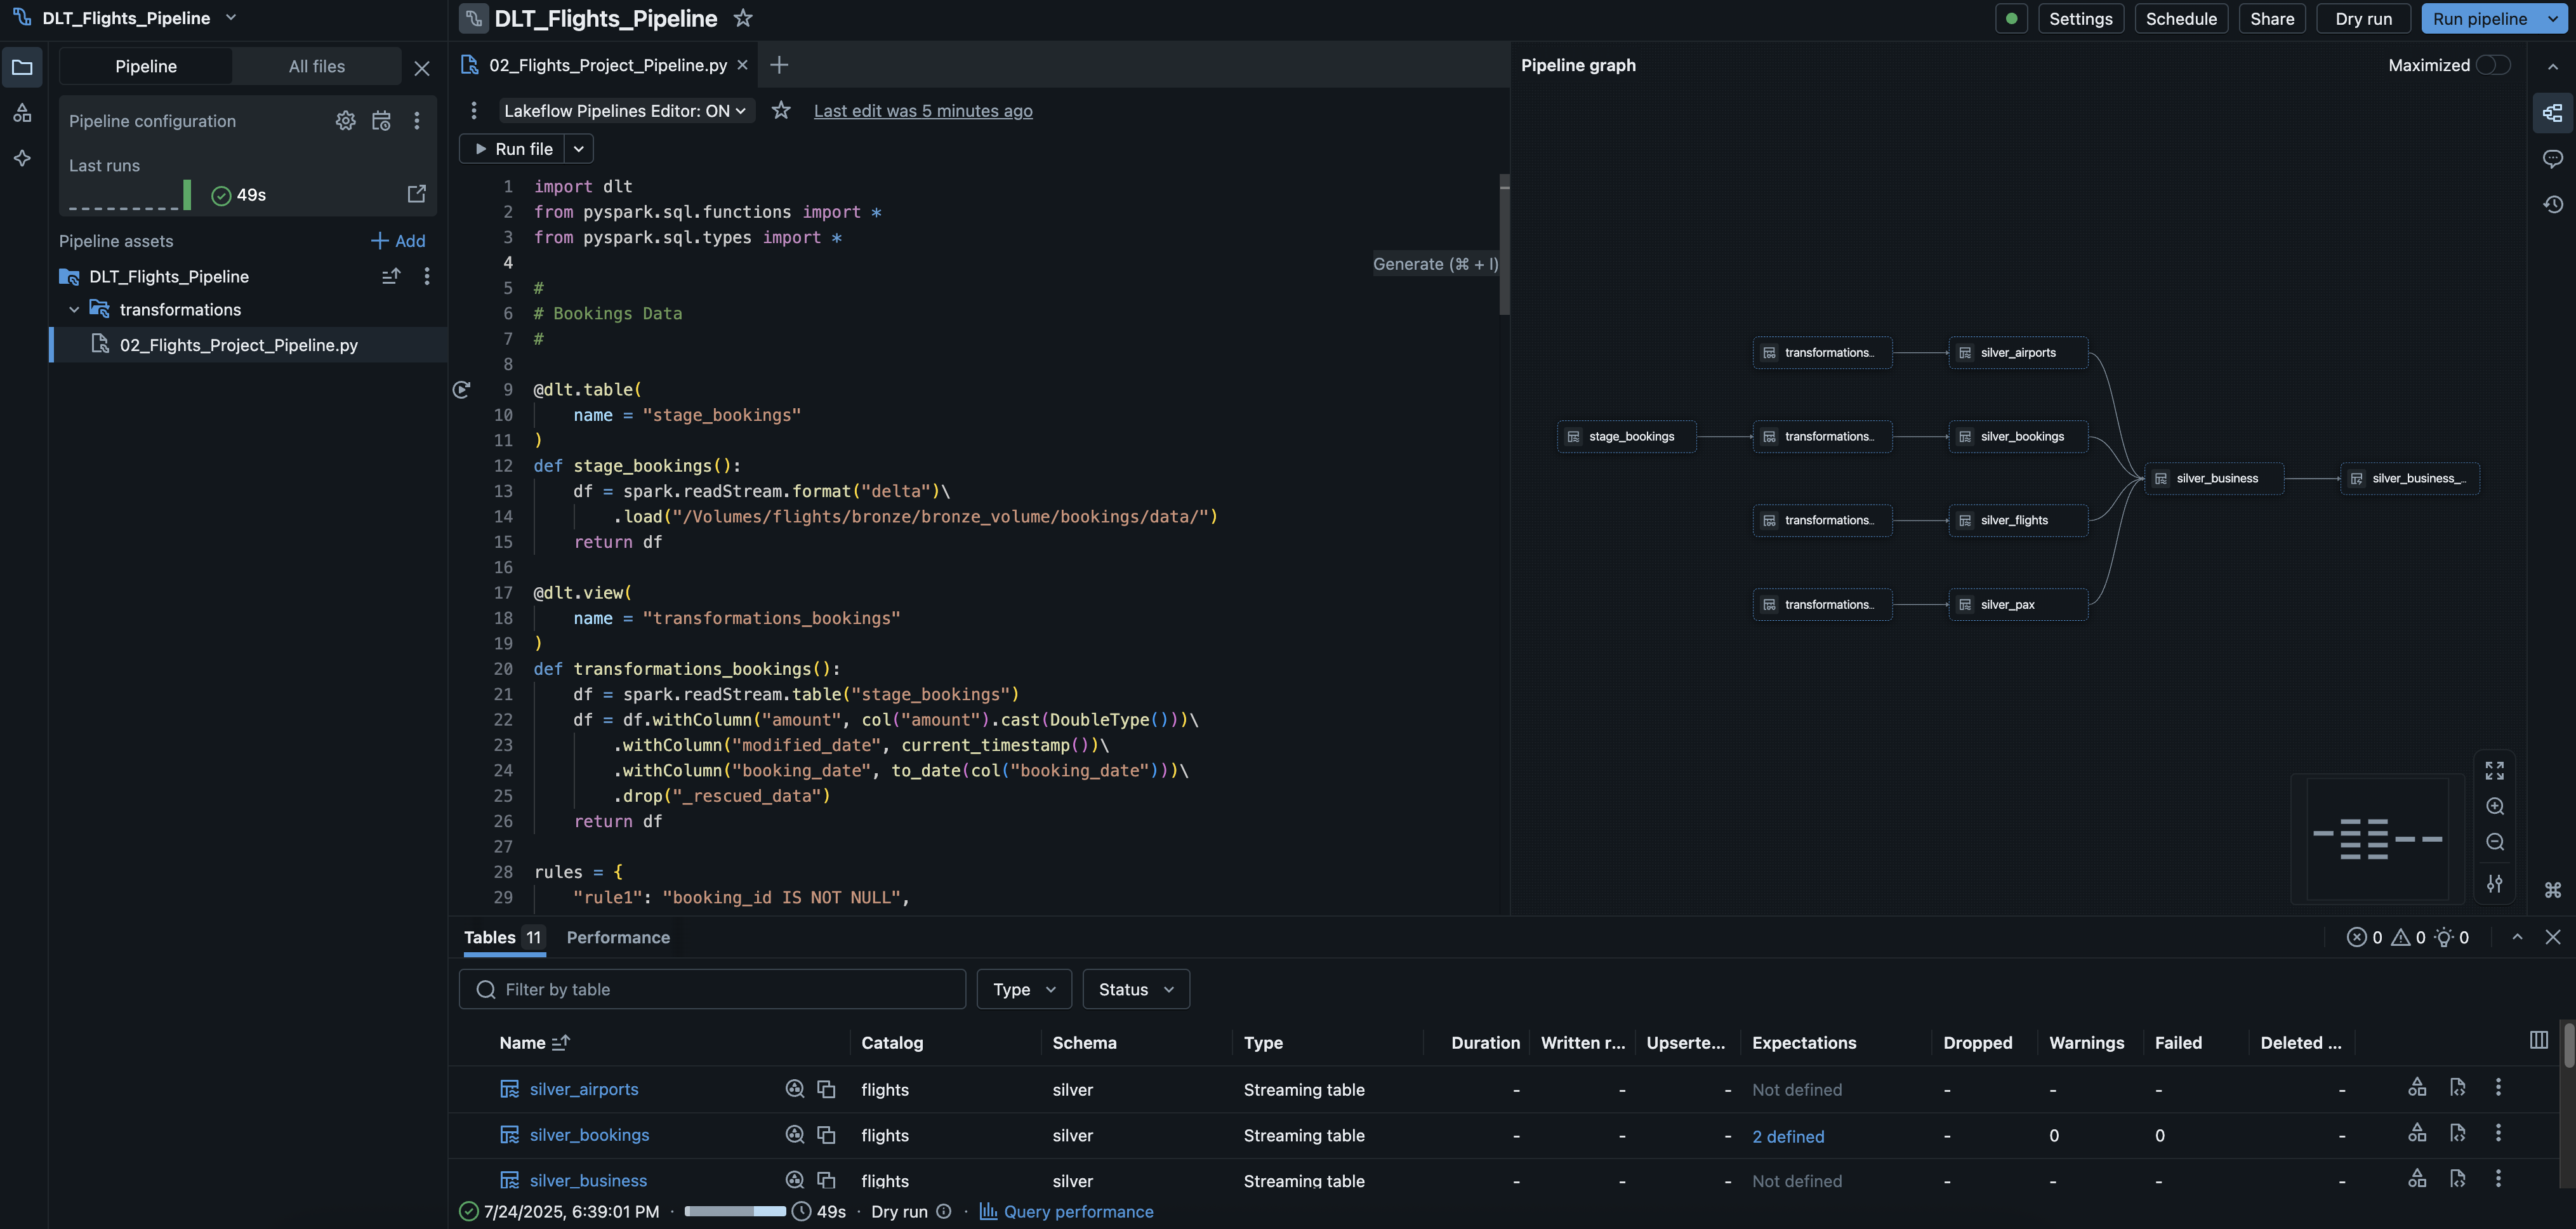 DLT_Flights_Pipeline
DLT_Flights_Pipeline
Settings
Schedule
Share
Dry run
Run pipeline
Pipeline
All files
Pipeline configuration
Last runs
49s
Pipeline assets
Add
DLT_Flights_Pipeline
transformations
02_Flights_Project_Pipeline.py
02_Flights_Project_Pipeline.py
Lakeflow Pipelines Editor: ON
Last edit was 5 minutes ago
Run file
1 import dlt
2 from pyspark.sql.functions import *
3 from pyspark.sql.types import *
4
Generate (⌘ + I)
5 #
6 # Bookings Data
7 #
8
9 @dlt.table(
10 name = "stage_bookings"
11 )
12 def stage_bookings():
13 df = spark.readStream.format("delta")\
14 .load("/Volumes/flights/bronze/bronze_volume/bookings/data/")
15 return df
16
17 @dlt.view(
18 name = "transformations_bookings"
19 )
20 def transformations_bookings():
21 df = spark.readStream.table("stage_bookings")
22 df = df.withColumn("amount", col("amount").cast(DoubleType()))\
23 .withColumn("modified_date", current_timestamp())\
24 .withColumn("booking_date", to_date(col("booking_date")))\
25 .drop("_rescued_data")
26 return df
27
28 rules = {
29 "rule1": "booking_id IS NOT NULL",
Pipeline graph
Maximized
transformations..
silver_airports
stage_bookings
transformations..
silver_bookings
silver_business
silver_business_..
transformations..
silver_flights
transformations..
silver_pax
Tables 11
Performance
0 0 0
Filter by table
Type
Status
Name Catalog Schema Type Duration Written r... Upserte... Expectations Dropped Warnings Failed Deleted ...
silver_airports flights silver Streaming table - - - Not defined - - - -
silver_bookings flights silver Streaming table - - - 2 defined - 0 0 -
silver_business flights silver Streaming table - - - Not defined - - - -
7/24/2025, 6:39:01 PM · 49s · Dry run · Query performance